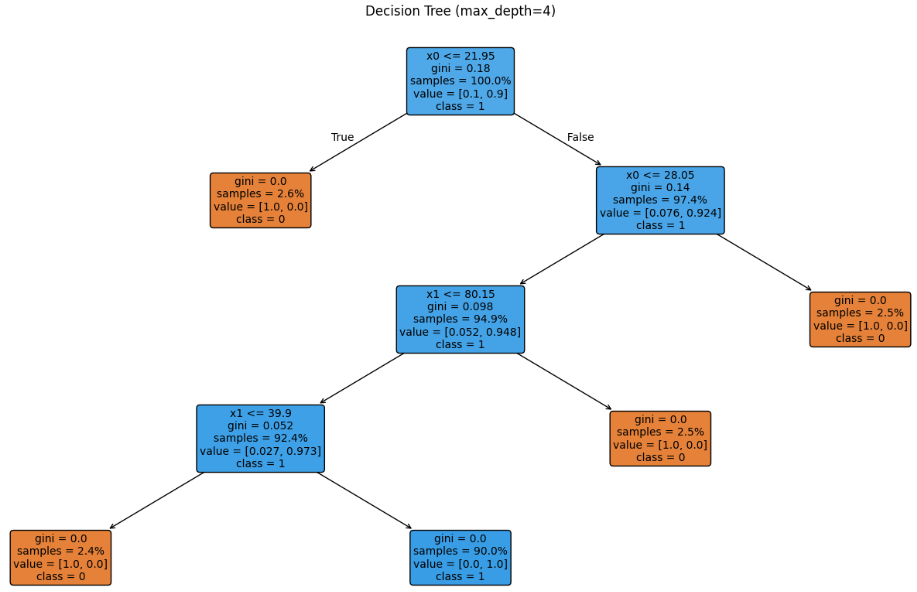 Decision Tree (max_depth=4)
x0 <= 21.95
gini = 0.18
samples = 100.0%
value = [0.1, 0.9]
class = 1
True
False
gini = 0.0
samples = 2.6%
value = [1.0, 0.0]
class = 0
x0 <= 28.05
gini = 0.14
samples = 97.4%
value = [0.076, 0.924]
class = 1
x1 <= 80.15
gini = 0.098
samples = 94.9%
value = [0.052, 0.948]
class = 1
gini = 0.0
samples = 2.5%
value = [1.0, 0.0]
class = 0
x1 <= 39.9
gini = 0.052
samples = 92.4%
value = [0.027, 0.973]
class = 1
gini = 0.0
samples = 2.5%
value = [1.0, 0.0]
class = 0
gini = 0.0
samples = 2.4%
value = [1.0, 0.0]
class = 0
gini = 0.0
samples = 90.0%
value = [0.0, 1.0]
class = 1